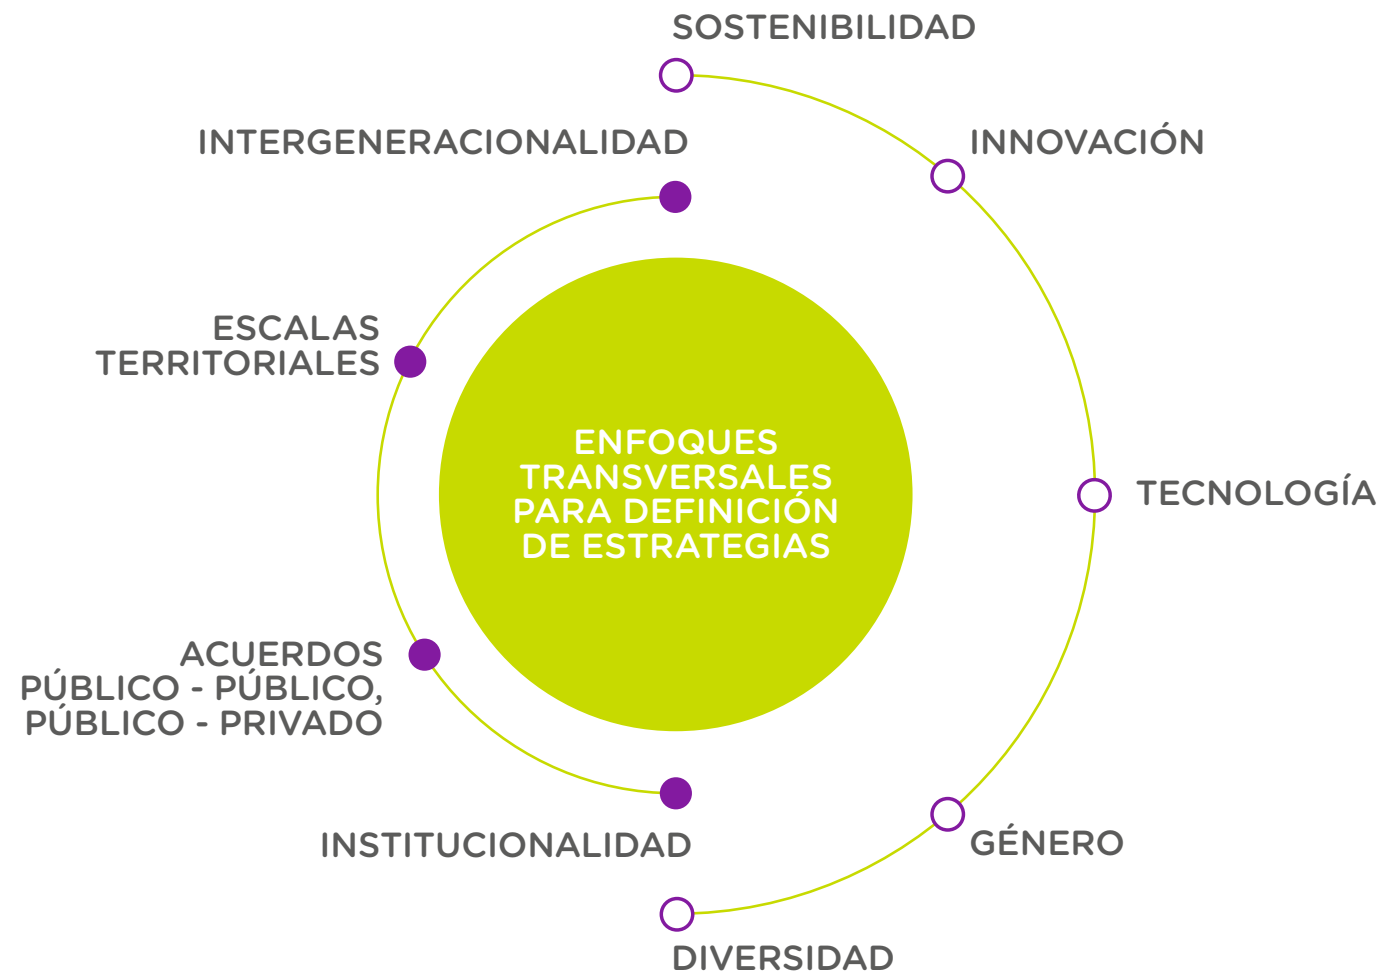 SOSTENIBILIDAD
INTERGENERACIONALIDAD
INNOVACIÓN
ESCALAS
TERRITORIALES
ENFOQUES
TRANSVERSALES
PARA DEFINICIÓN
DE ESTRATEGIAS
TECNOLOGÍA
ACUERDOS
PÚBLICO - PÚBLICO,
PÚBLICO - PRIVADO
INSTITUCIONALIDAD
GÉNERO
DIVERSIDAD